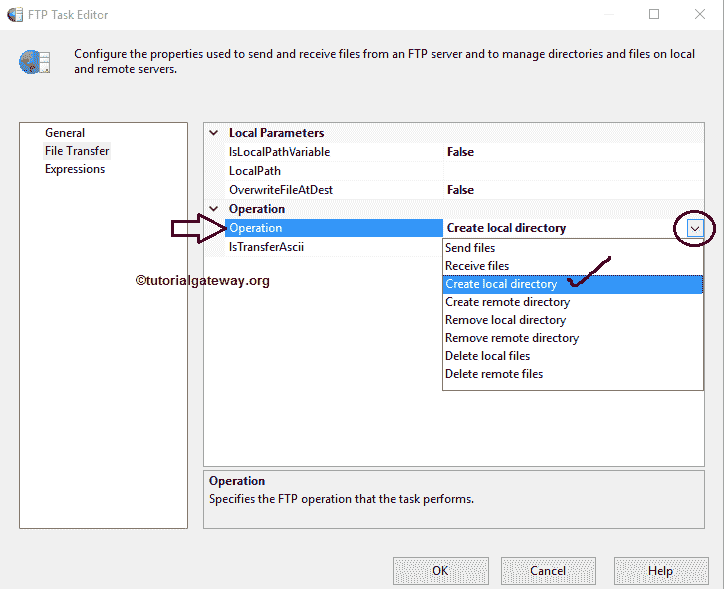 FTP Task Editor
Configure the properties used to send and receive files from an FTP server and to manage directories and files on local
and remote servers.
General
File Transfer
Expressions
Local Parameters
IsLocalPathVariable False
LocalPath
OverwriteFileAtDest False
Operation
Operation Create local directory
IsTransferAscii
Send files
Receive files
Create local directory
Create remote directory
Remove local directory
Remove remote directory
Delete local files
Delete remote files
©tutorialgateway.org
Operation
Specifies the FTP operation that the task performs.
OK Cancel Help